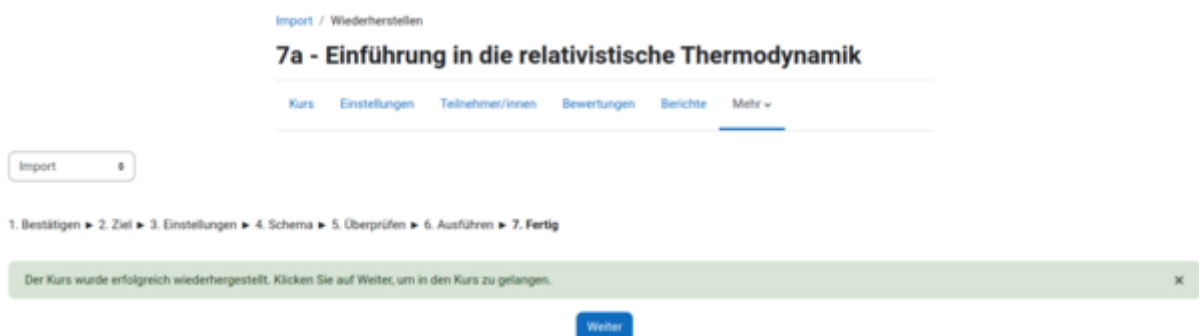 Import / Wiederherstellen
7a - Einführung in die relativistische Thermodynamik
Kurs Einstellungen Teilnehmer/innen Bewertungen Berichte Mehr
Import
1. Bestätigen ► 2. Ziel ► 3. Einstellungen ► 4. Schema ► 5. Überprüfen ► 6. Ausführen ► 7. Fertig
Der Kurs wurde erfolgreich wiederhergestellt. Klicken Sie auf Weiter, um in den Kurs zu gelangen. ×
Weiter